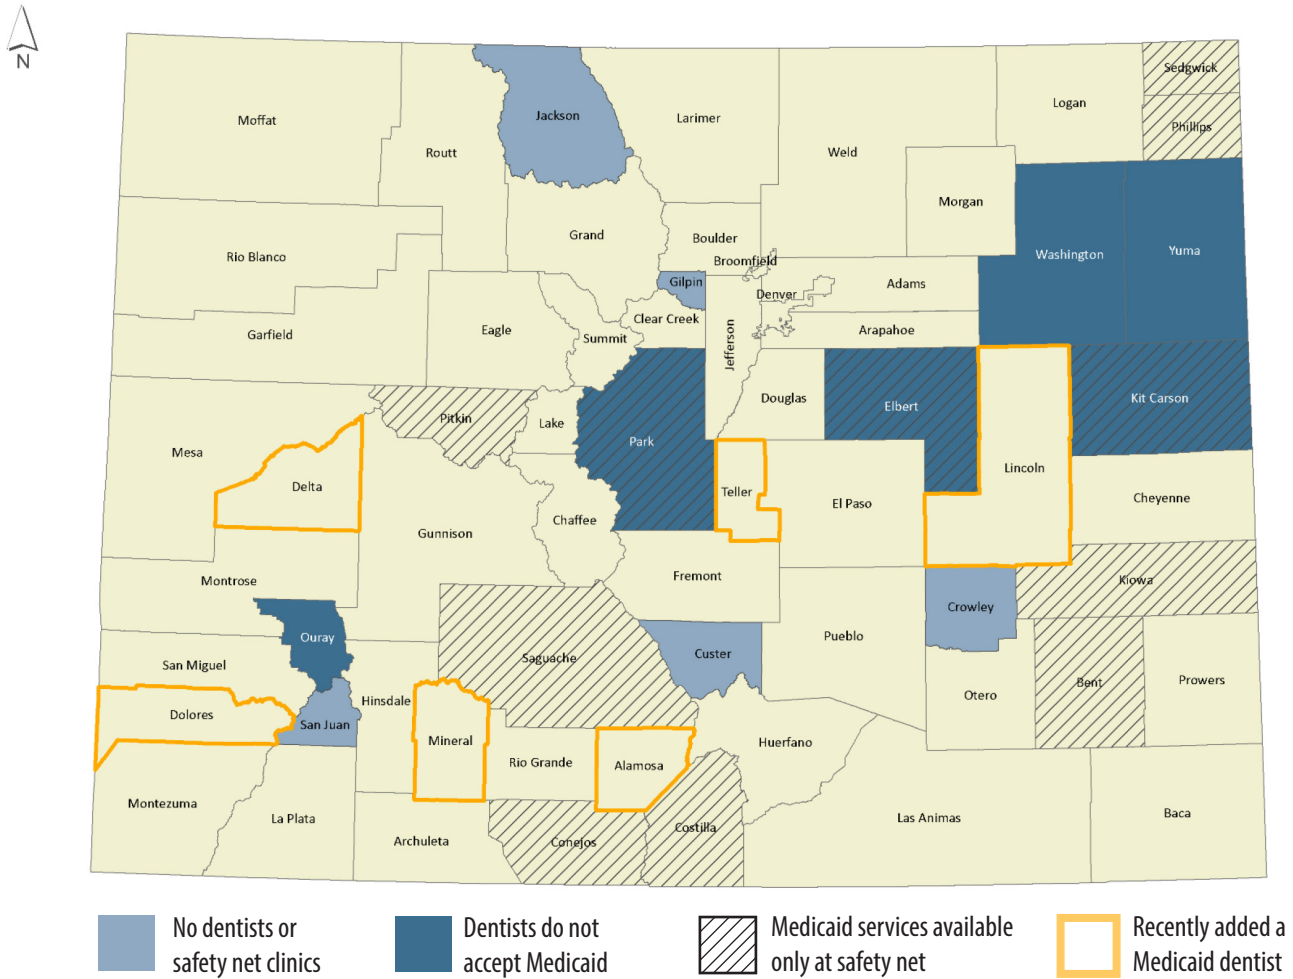 N
Sedgwick
Logan
Jackson
Larimer
Moffat
Phillips
Routt
Weld
Morgan
Grand
Boulder
Washington
Yuma
Rio Blanco
Broomfield
Gilpin
Adams
Denver
Clear Creek
Eagle
Arapahoe
Garfield
Summit
Jefferson
Douglas
Kit Carson
Elbert
Pitkin
Lake
Park
Mesa
Lincoln
Delta
Teller
Cheyenne
El Paso
Chaffee
Gunnison
Fremont
Kiowa
Montrose
Crowley
Ouray
Pueblo
Custer
Saguache
San Miguel
Bent
Prowers
Otero
Hinsdale
Dolores
San Juan
Mineral
Huerfano
Rio Grande
Alamosa
Montezuma
La Plata
Las Animas
Baca
Costilla
Archuleta
Conejos
No dentists or
safety net clinics
Dentists do not
accept Medicaid
Medicaid services available
only at safety net
Recently added a
Medicaid dentist